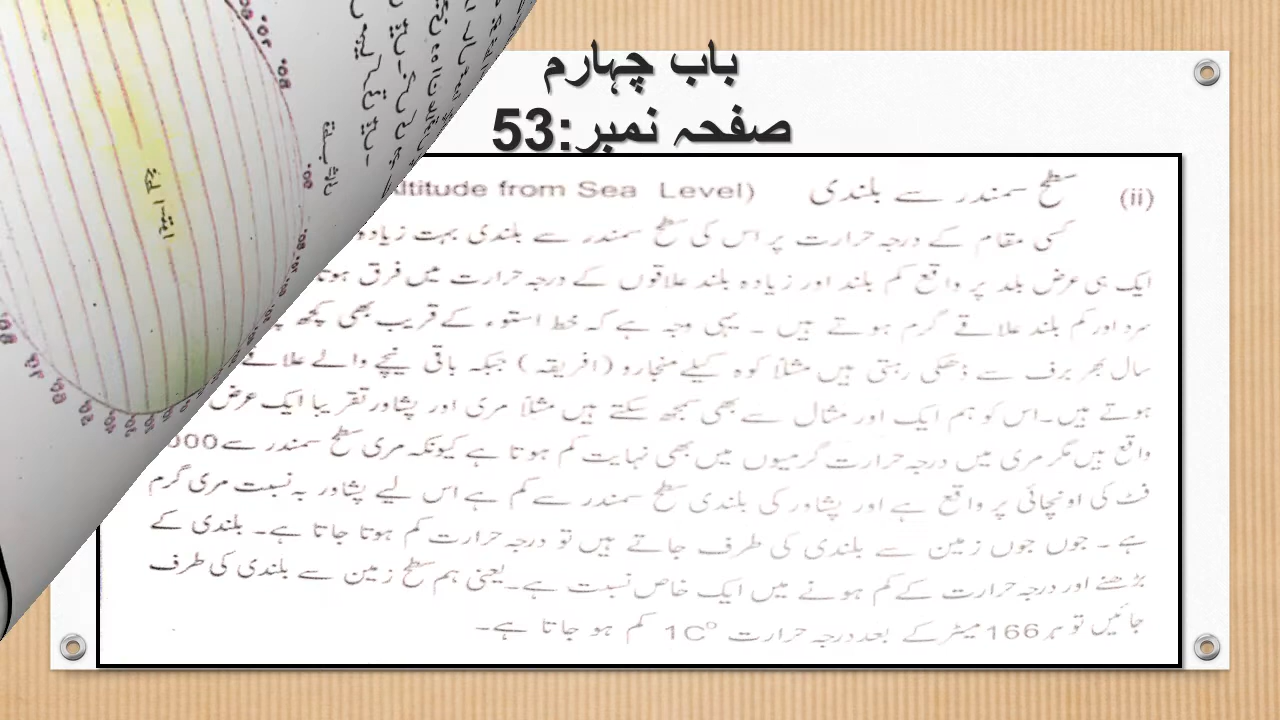 باب چہارم
صفحہ نمبر:53
(ii) سطح سمندر سے بلندی (Altitude from Sea Level)
کسی مقام کے درجہ حرارت پر اس کی سطح سمندر سے بلندی بہت زیادہ
ایک ہی عرض بلد پر واقع کم بلند اور زیادہ بلند علاقوں کے درجہ حرارت میں فرق ہوتا
سرد اور کم بلند علاقے گرم ہوتے ہیں ۔ یہی وجہ ہے کہ خط استواء کے قریب بھی کچھ
سال بھر برف سے ڈھکی رہتی ہیں مثلاً کوہ کیلے منجارو (افریقہ) جبکہ باقی نیچے والے علاقے
ہوتے ہیں۔ اس کو ہم ایک اور مثال سے بھی سمجھ سکتے ہیں مثلاً مری اور پشاور تقریباً ایک عرض
واقع ہیں مگر مری میں درجہ حرارت گرمیوں میں بھی نہایت کم ہوتا ہے کیونکہ مری سطح سمندر سے 000
فٹ کی اونچائی پر واقع ہے اور پشاور کی بلندی سطح سمندر سے کم ہے اس لیے پشاور بہ نسبت مری گرم
ہے ۔ جوں جوں زمین سے بلندی کی طرف جاتے ہیں تو درجہ حرارت کم ہوتا جاتا ہے۔ بلندی کے
بڑھنے اور درجہ حرارت کے کم ہونے میں ایک خاص نسبت ہے۔ یعنی ہم سطح زمین سے بلندی کی طرف
جائیں تو ہر 166 میٹر کے بعد درجہ حرارت 1C° کم ہو جاتا ہے۔